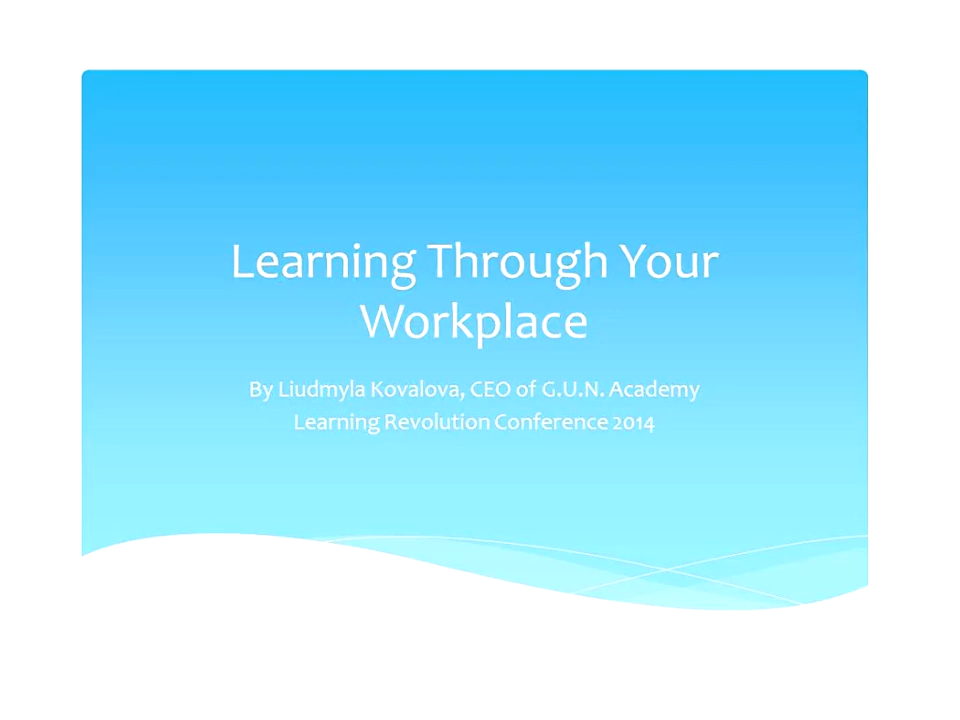 Learning Through Your
Workplace
By Liudmyla Kovalova, CEO of G.U.N. Academy
Learning Revolution Conference 2014